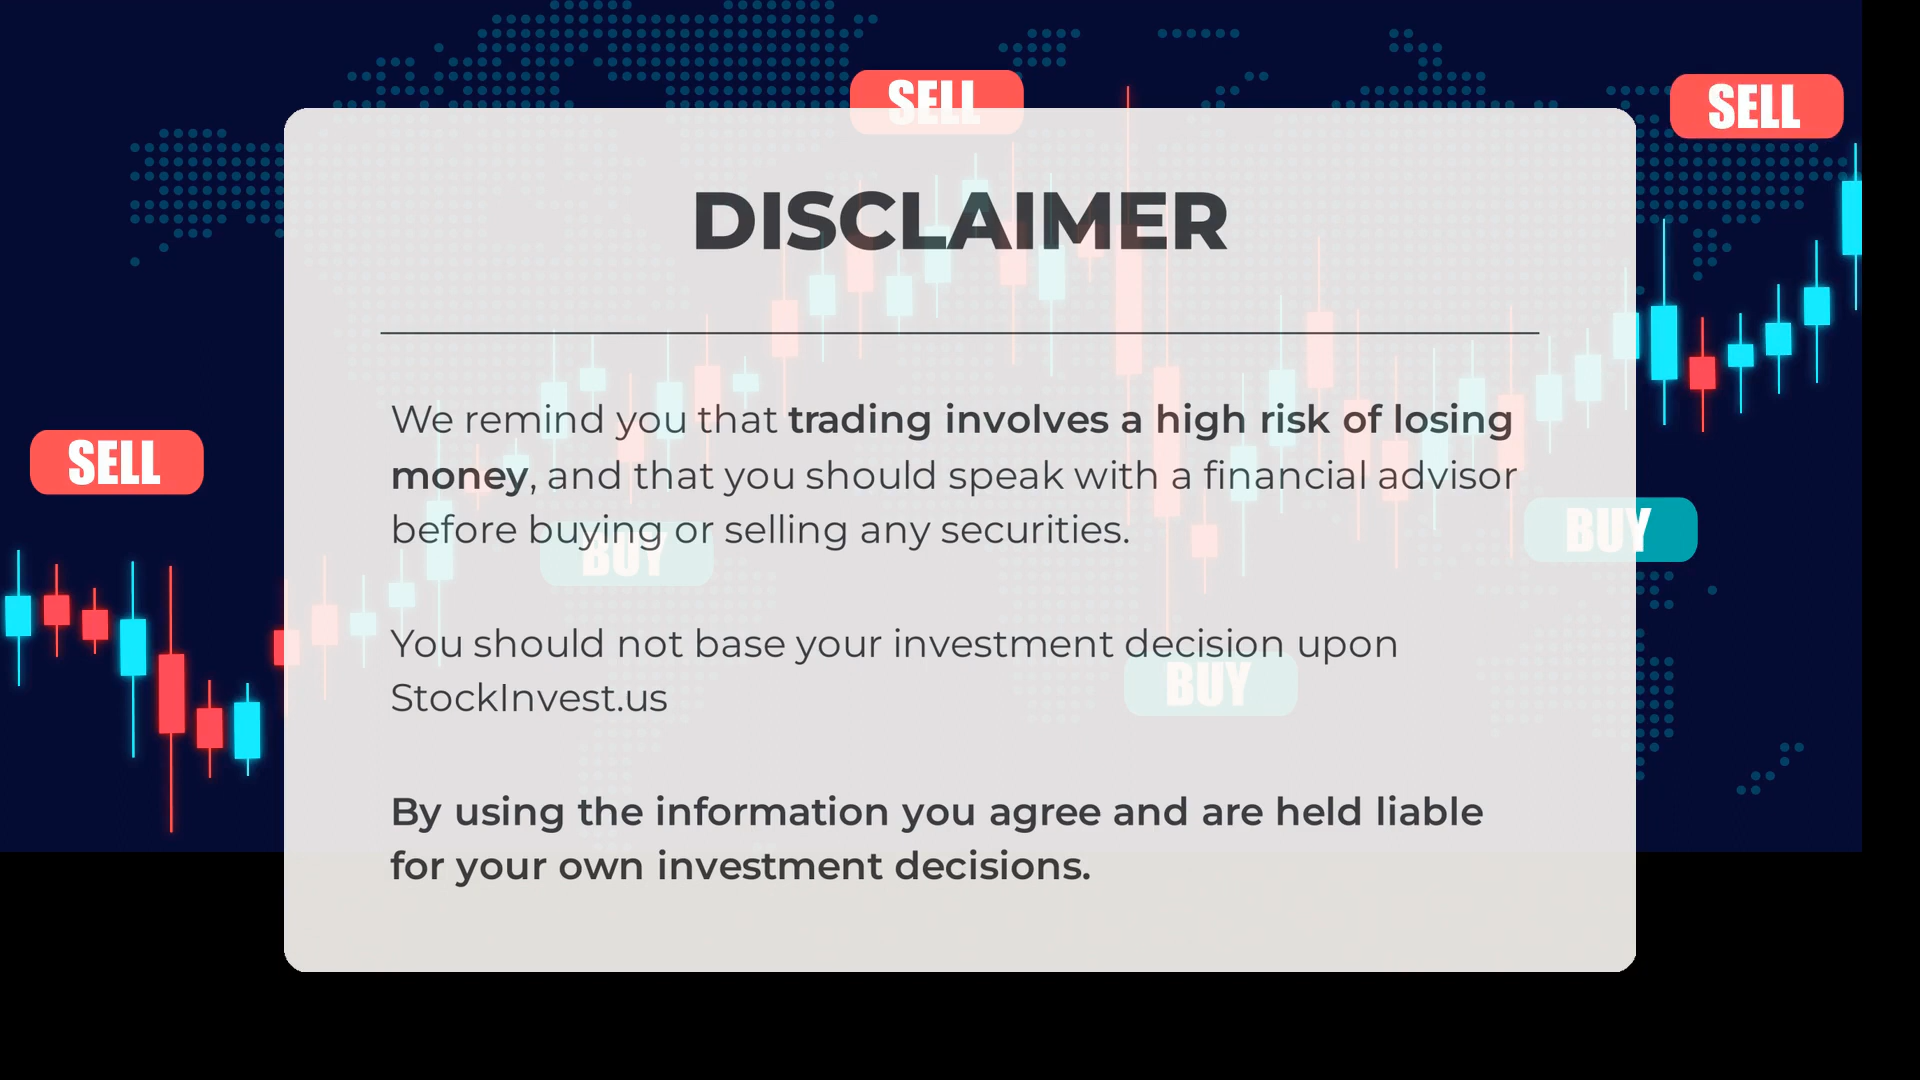 SELL
SELL
DISCLAIMER
We remind you that trading involves a high risk of losing
money, and that you should speak with a financial advisor
before buying or selling any securities.
SELL
BUY
BUY
You should not base your investment decision upon
StockInvest.us
BUY
By using the information you agree and are held liable
for your own investment decisions.